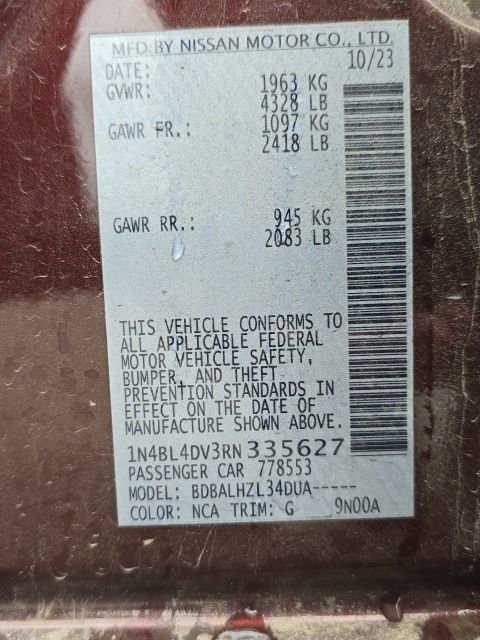 MFD BY NISSAN MOTOR CO., LTD.
DATE: 10/23
GVWR: 1963 KG
4328 LB
GAWR FR.: 1097 KG
2418 LB
GAWR RR.: 945 KG
2083 LB
THIS VEHICLE CONFORMS TO
ALL APPLICABLE FEDERAL
MOTOR VEHICLE SAFETY,
BUMPER, AND THEFT
PREVENTION STANDARDS IN
EFFECT ON THE DATE OF
MANUFACTURE SHOWN ABOVE.
1N4BL4DV3RN335627
PASSENGER CAR 778553
MODEL: BDBALHZL34DUA-----
COLOR: NCA TRIM: G 9N00A